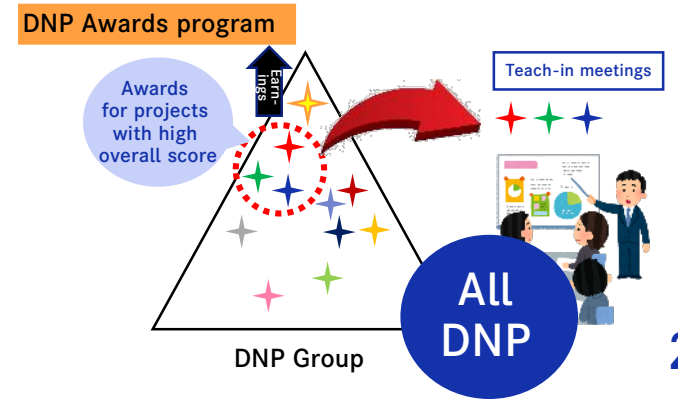 DNP Awards program
Earn-
ings
Awards
for projects
with high
overall score
Teach-in meetings
All
DNP
DNP Group